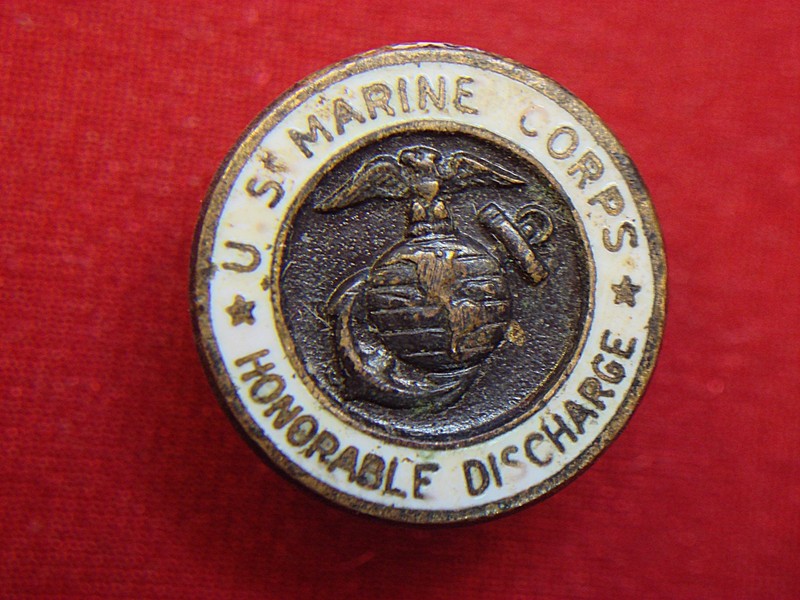 U S MARINE CORPS
HONORABLE DISCHARGE